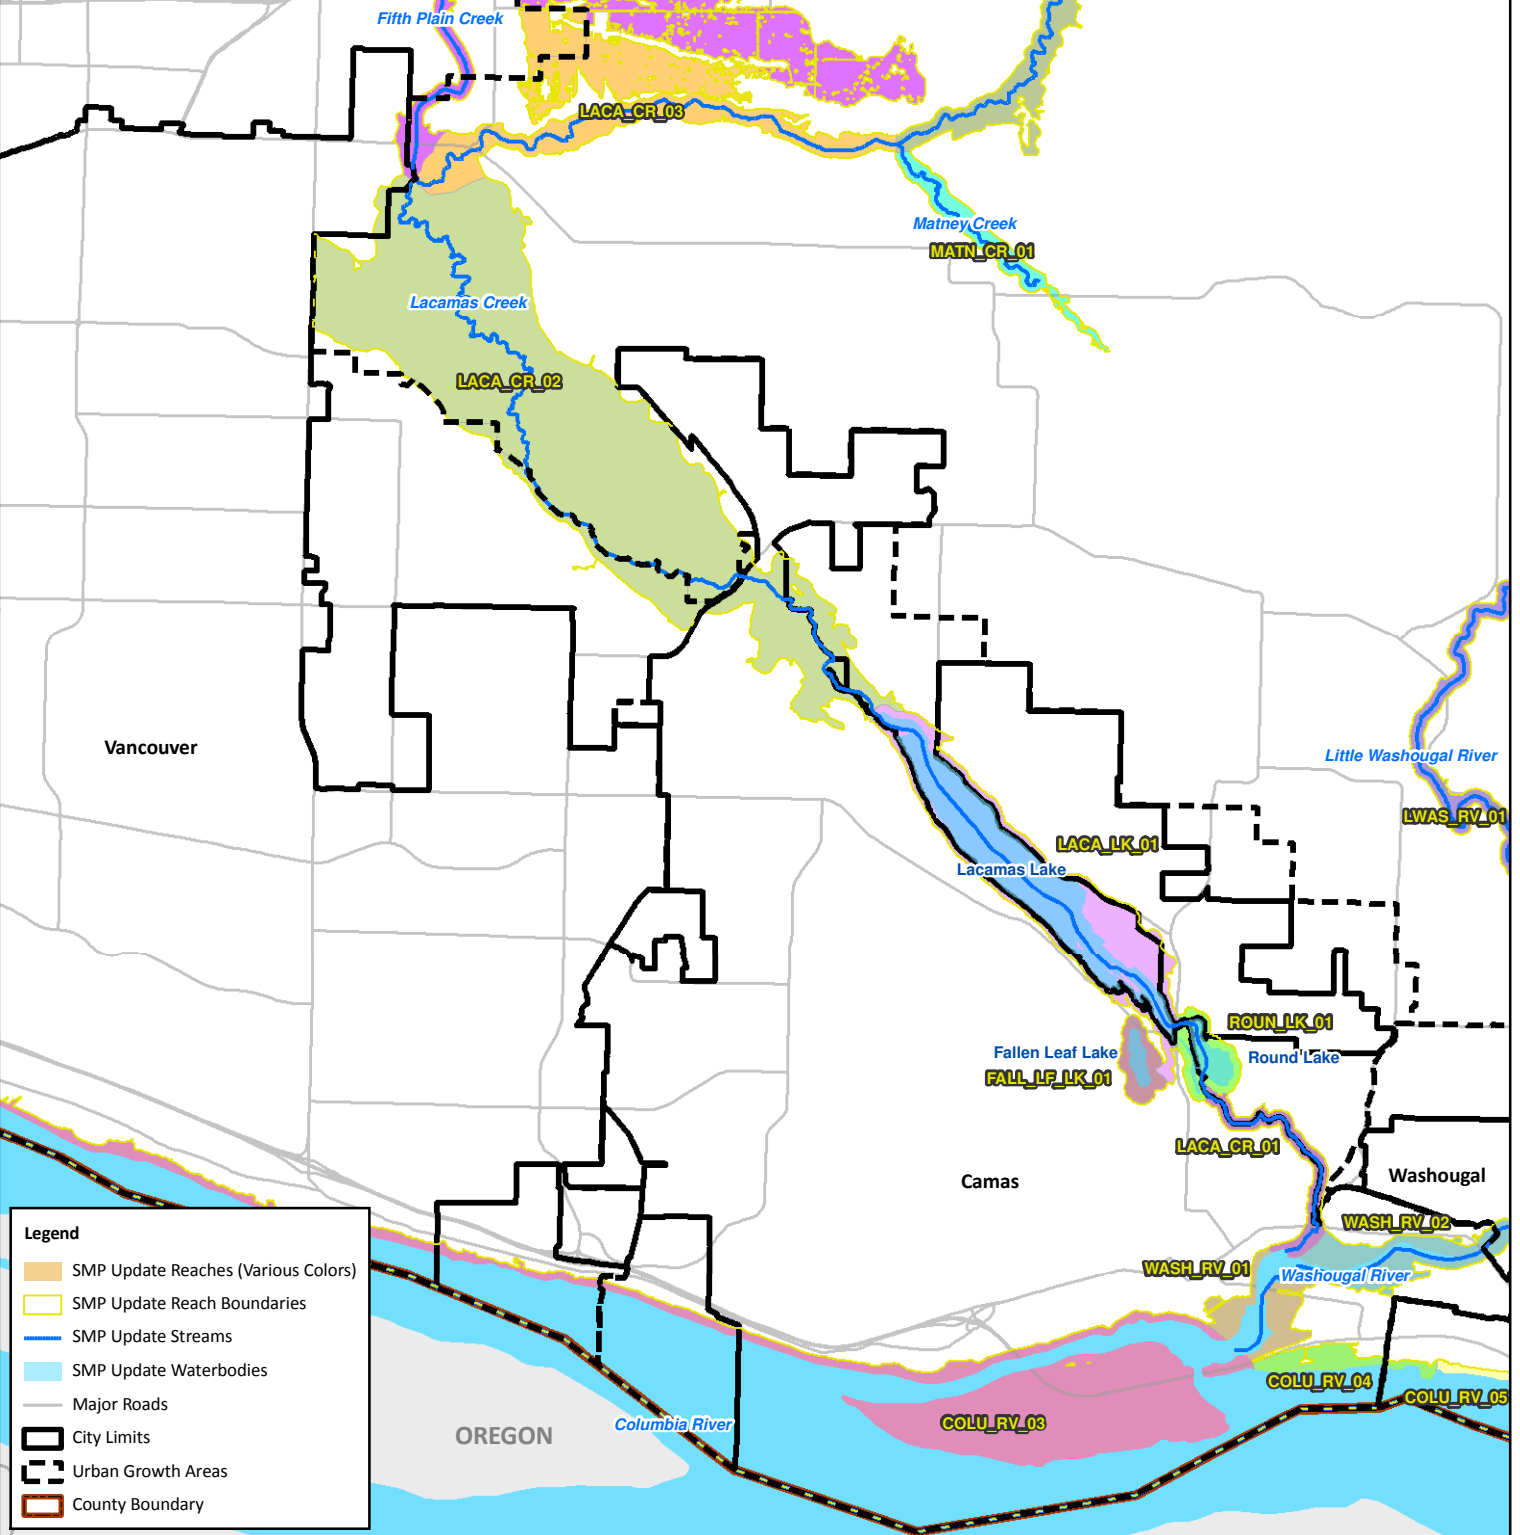 Fifth Plain Creek
LACA_CR_03
Matney Creek
MATN_CR_01
Lacamas Creek
LACA_CR_02
Vancouver
Little Washougal River
LWAS_RV_01
LACA_LK_01
Lacamas Lake
ROUN_LK_01
Fallen Leaf Lake
Round Lake
FALL_LF_LK_01
LACA_CR_01
Camas
Washougal
WASH_RV_02
WASH_RV_01
Washougal River
COLU_RV_04
COLU_RV_05
COLU_RV_03
Columbia River
OREGON
Legend
SMP Update Reaches (Various Colors)
SMP Update Reach Boundaries
SMP Update Streams
SMP Update Waterbodies
Major Roads
City Limits
Urban Growth Areas
County Boundary